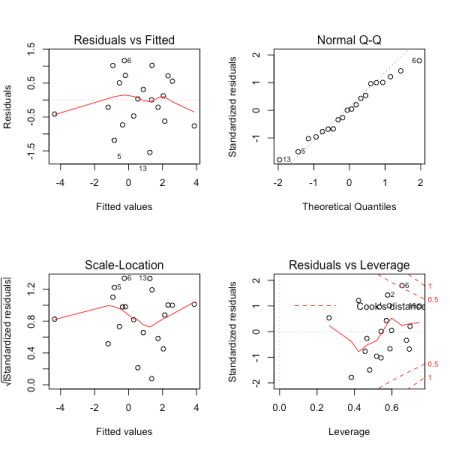 Residuals vs Fitted
Residuals
-1.5 -0.5 0.5 1.5
6
5
13
-4 -2 0 2 4
Fitted values
Normal Q-Q
Standardized residuals
-1 0 1 2
6
5
13
-2 -1 0 1 2
Theoretical Quantiles
Scale-Location
√|Standardized residuals|
0.0 0.4 0.8 1.2
6 13
5
-4 -2 0 2 4
Fitted values
Residuals vs Leverage
Standardized residuals
-2 -1 0 1 2
6
2
Cook's distance
1
0.5
0.5
1
0.0 0.2 0.4 0.6
Leverage